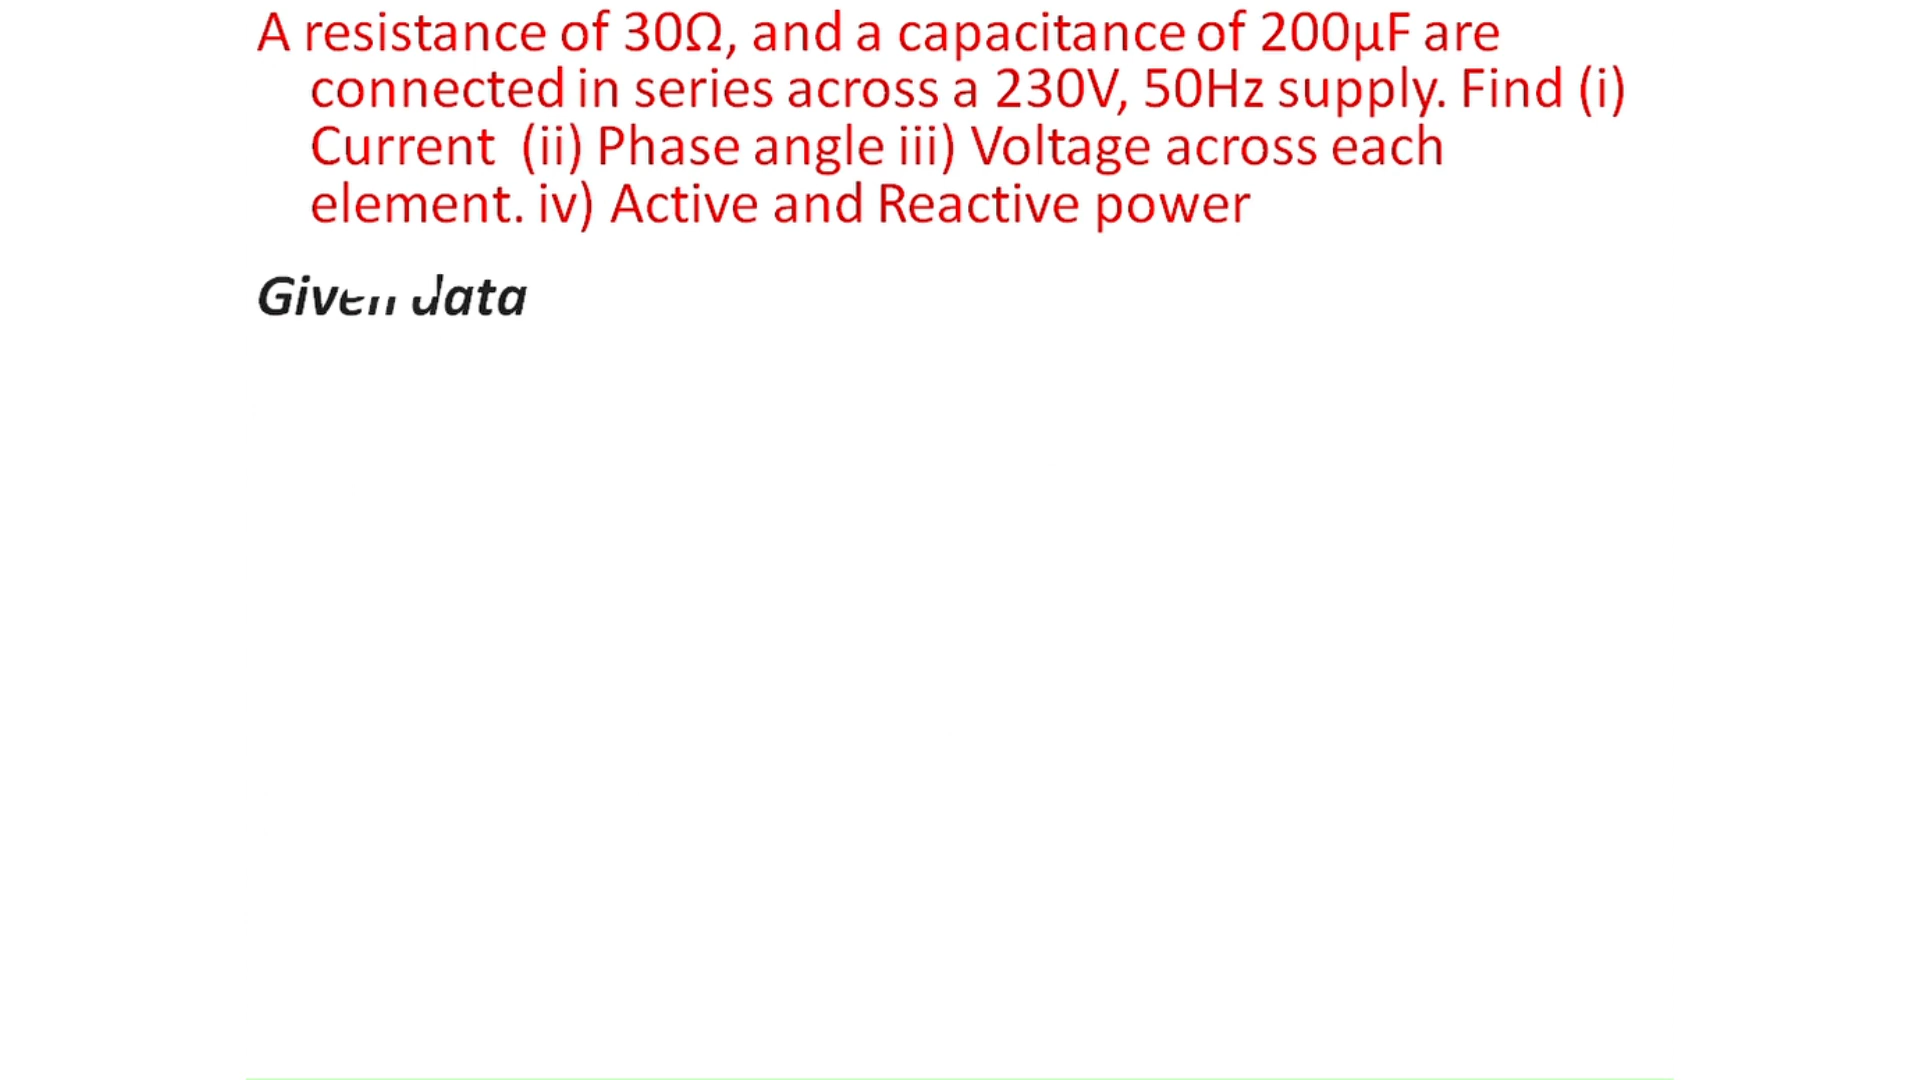 A resistance of 30Ω, and a capacitance of 200µF are
connected in series across a 230V, 50Hz supply. Find (i)
Current (ii) Phase angle iii) Voltage across each
element. iv) Active and Reactive power
Given data